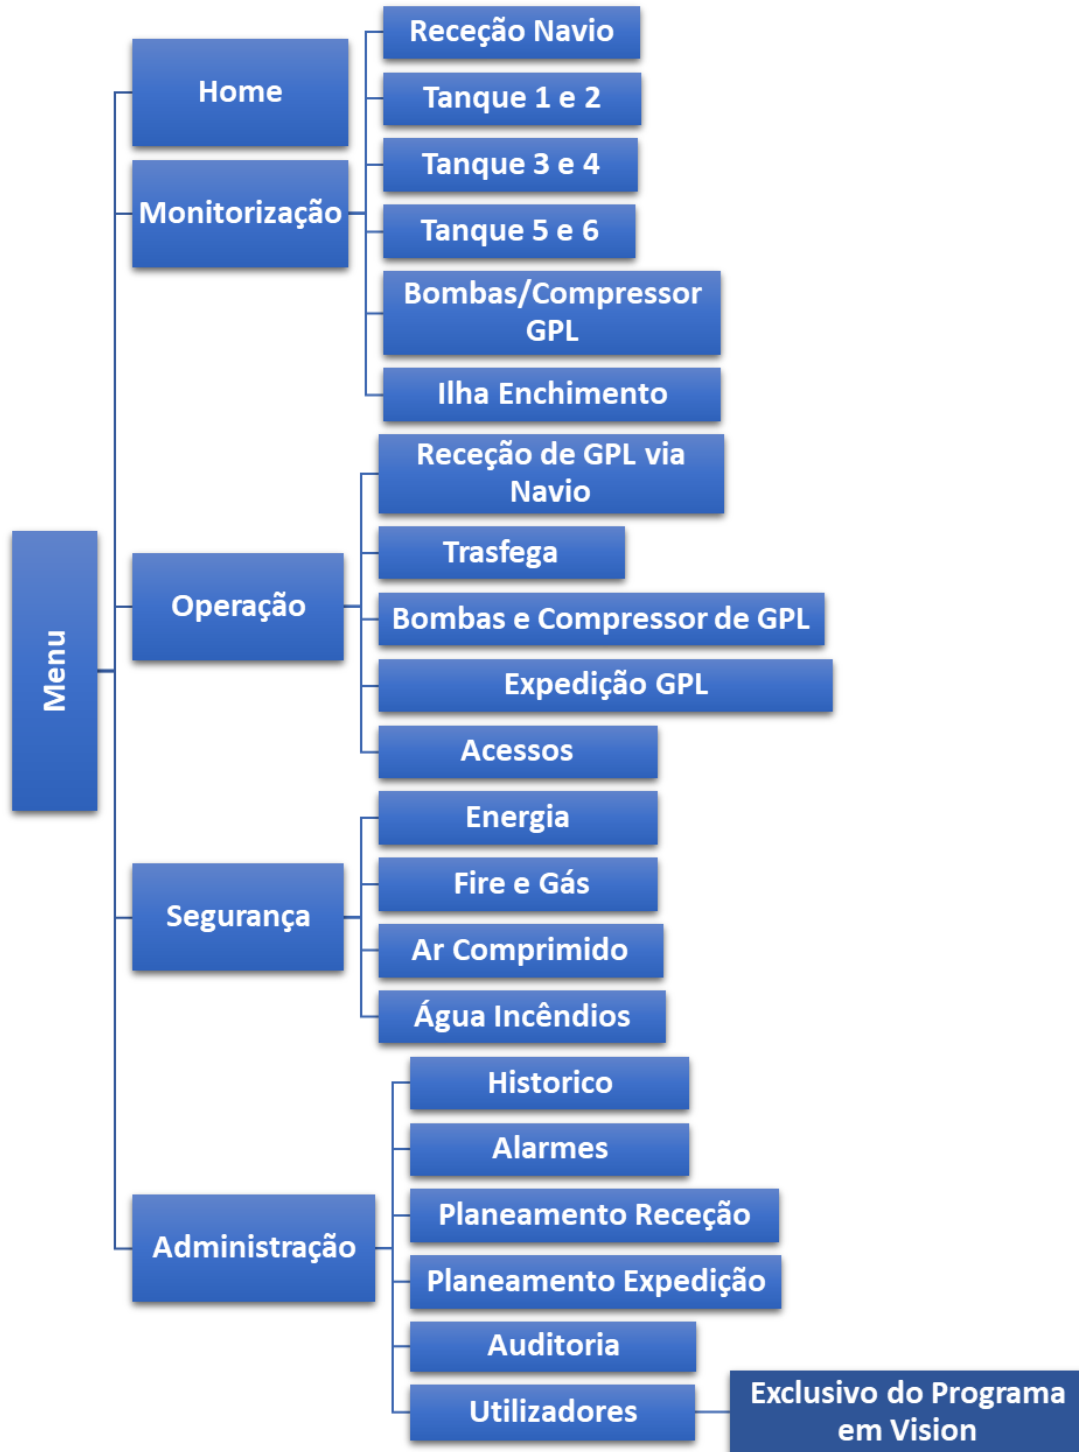 Menu
Home
Monitorização
Receção Navio
Tanque 1 e 2
Tanque 3 e 4
Tanque 5 e 6
Bombas/Compressor
GPL
Ilha Enchimento
Operação
Receção de GPL via
Navio
Trasfega
Bombas e Compressor de GPL
Expedição GPL
Acessos
Segurança
Energia
Fire e Gás
Ar Comprimido
Água Incêndios
Administração
Historico
Alarmes
Planeamento Receção
Planeamento Expedição
Auditoria
Utilizadores
Exclusivo do Programa
em Vision